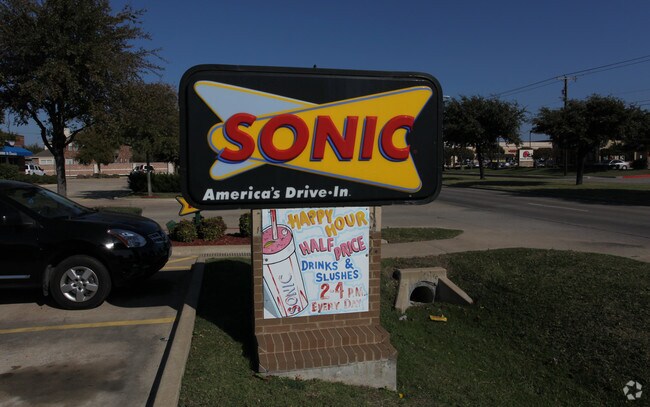 SONIC
America's Drive-In
HAPPY HOUR
HALF PRICE
DRINKS &
SLUSHES
2-4 P.M.
EVERY DAY
SONIC